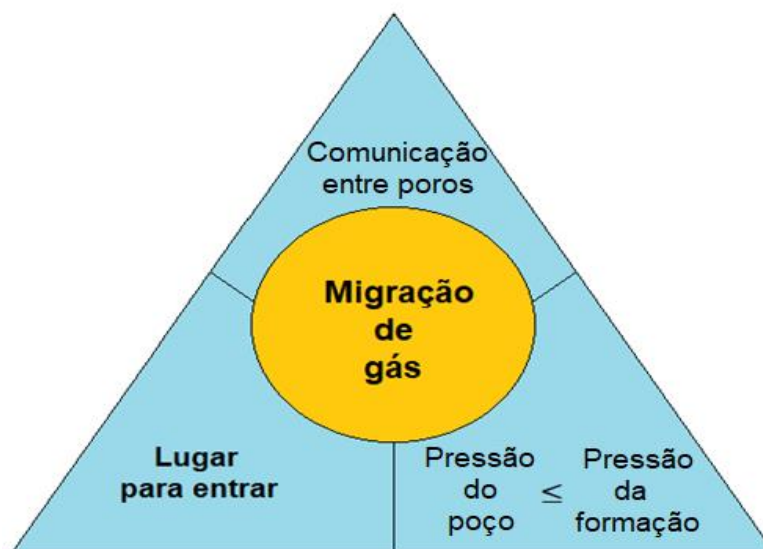 Comunicação
entre poros
Migração
de
gás
Lugar
para entrar
Pressão
do
poço
≤
Pressão
da
formação